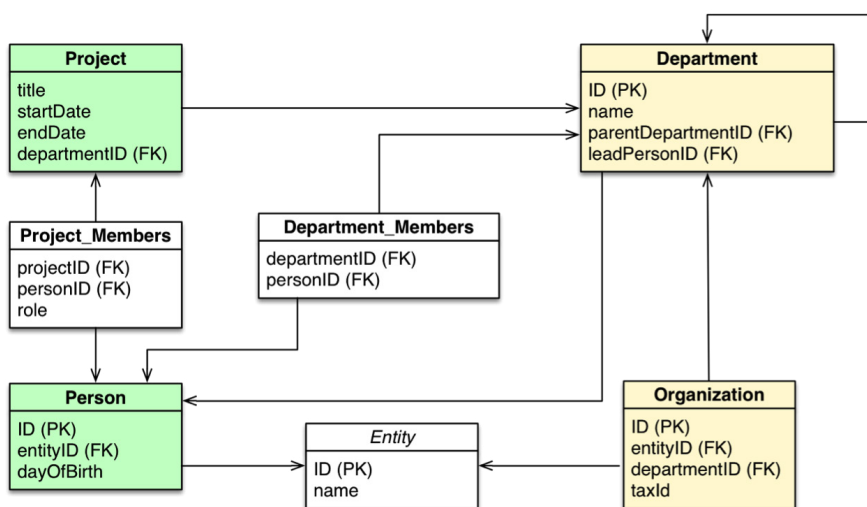 Project
title
startDate
endDate
departmentID (FK)
Department
ID (PK)
name
parentDepartmentID (FK)
leadPersonID (FK)
Project_Members
projectID (FK)
personID (FK)
role
Department_Members
departmentID (FK)
personID (FK)
Person
ID (PK)
entityID (FK)
dayOfBirth
Entity
ID (PK)
name
Organization
ID (PK)
entityID (FK)
departmentID (FK)
taxId